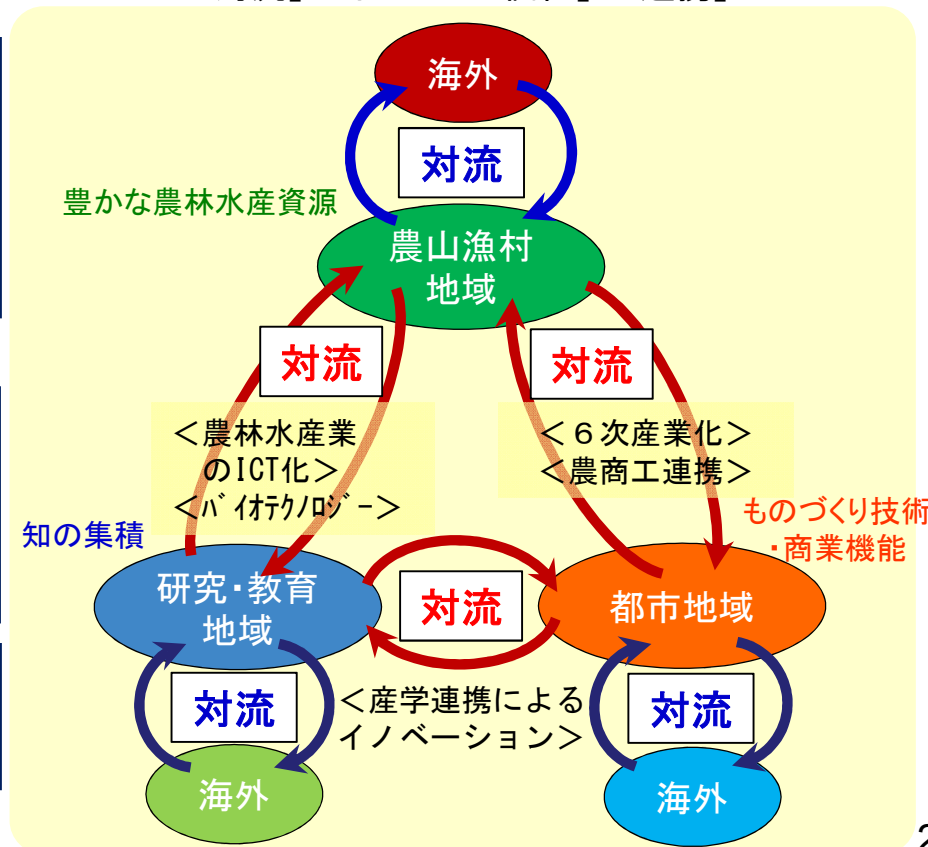 海外
対流
豊かな農林水産資源
農山漁村
地域
対流
対流
＜農林水産業
のICT化＞
＜ﾊﾞｲｵﾃｸﾉﾛｼﾞｰ＞
＜６次産業化＞
＜農商工連携＞
知の集積
ものづくり技術
・商業機能
研究・教育
地域
対流
都市地域
対流
＜産学連携による
イノベーション＞
対流
海外
海外